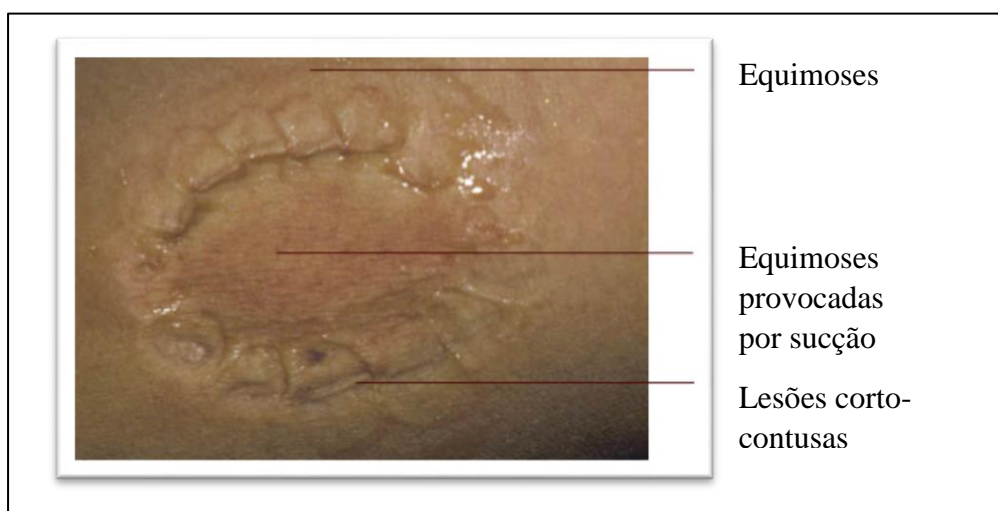 Equimoses
Equimoses
provocadas
por sucção
Lesões corto-
contusas